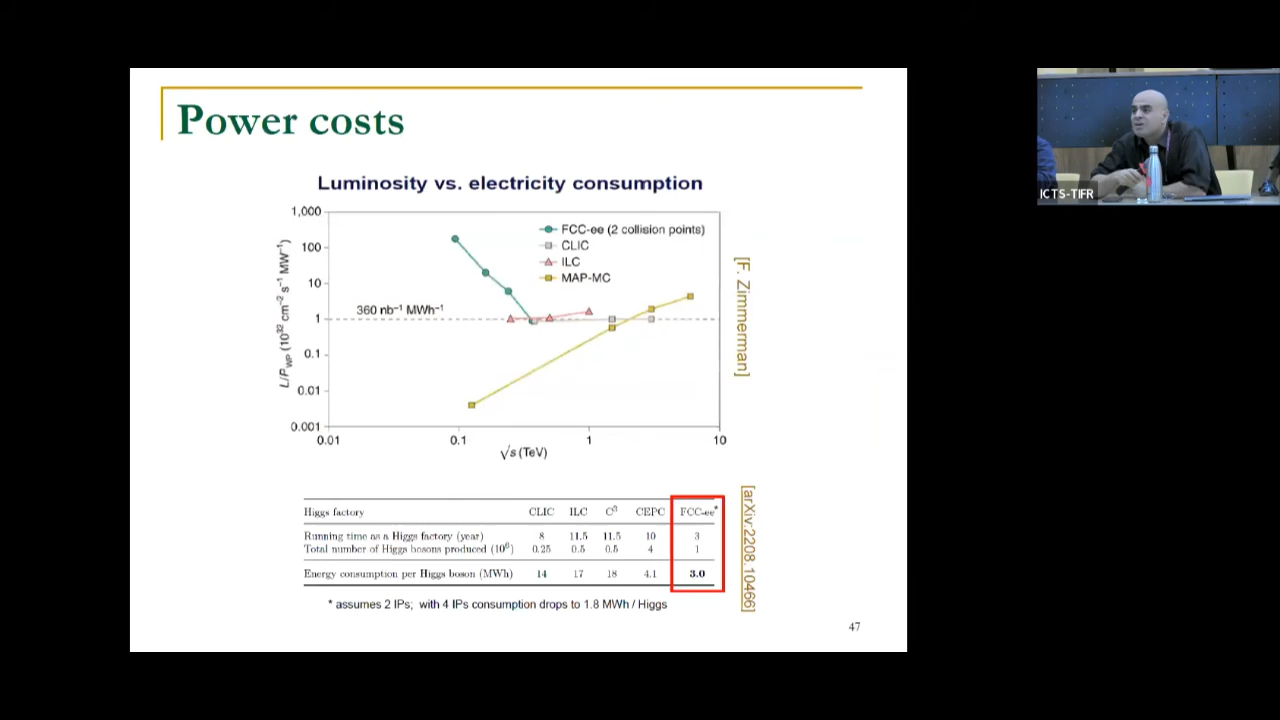 Power costs
Luminosity vs. electricity consumption
1,000
100
10
1
0.1
0.01
0.001
L/P_WP (10³² cm⁻² s⁻¹ MW⁻¹)
360 nb⁻¹ MWh⁻¹
FCC-ee (2 collision points)
CLIC
ILC
MAP-MC
0.01 0.1 1 10
√s (TeV)
[F. Zimmerman]
Higgs factory CLIC ILC C³ CEPC FCC-ee*
Running time as a Higgs factory (year) 8 11.5 11.5 10 3
Total number of Higgs bosons produced (10⁶) 0.25 0.5 0.5 4 1
Energy consumption per Higgs boson (MWh) 14 17 18 4.1 3.0
* assumes 2 IPs; with 4 IPs consumption drops to 1.8 MWh / Higgs
[arXiv:2208.10466]
47
ICTS-TIFR